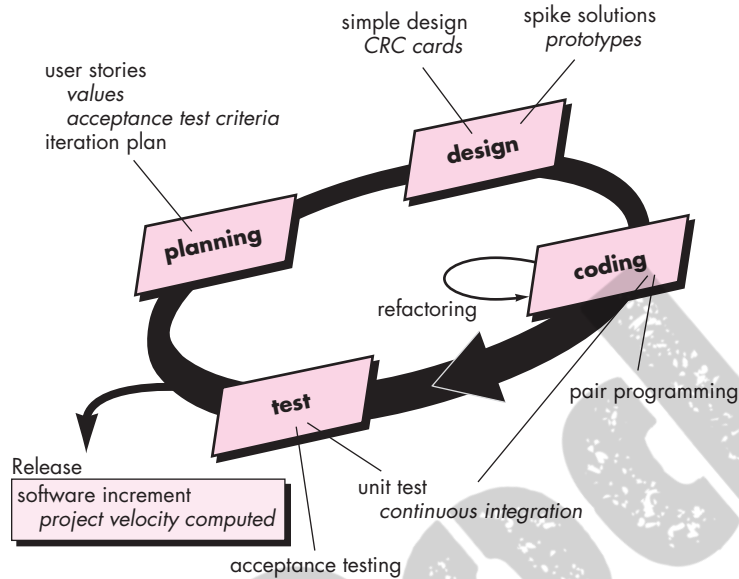 simple design
CRC cards
spike solutions
prototypes
user stories
values
acceptance test criteria
iteration plan
design
planning
coding
refactoring
test
pair programming
Release
software increment
project velocity computed
unit test
continuous integration
acceptance testing